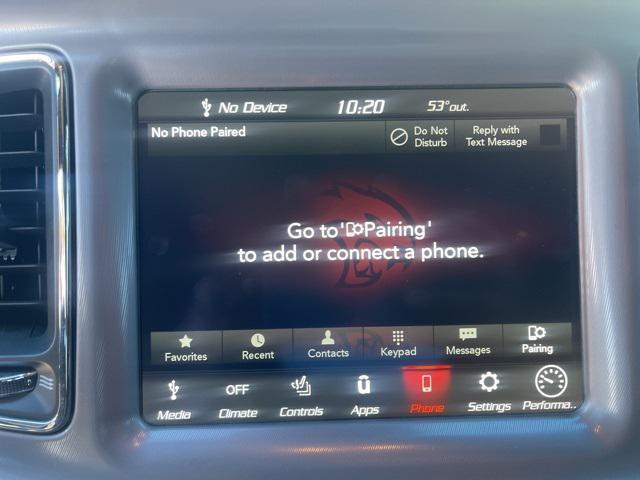 No Device 10:20 53°out.
No Phone Paired Do Not Disturb Reply with Text Message
Go to 'Pairing'
to add or connect a phone.
Favorites Recent Contacts Keypad Messages Pairing
OFF
Media Climate Controls Apps Phone Settings Performa..